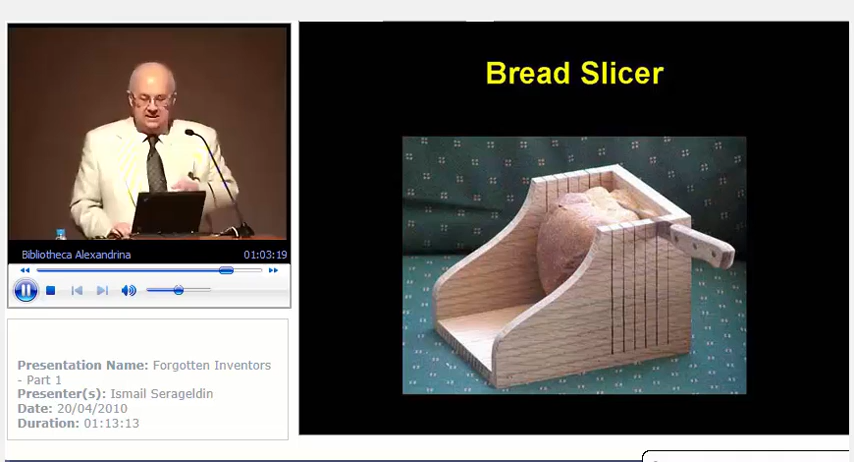 Bread Slicer
Bibliotheca Alexandrina 01:03:19
Presentation Name: Forgotten Inventors
- Part 1
Presenter(s): Ismail Serageldin
Date: 20/04/2010
Duration: 01:13:13